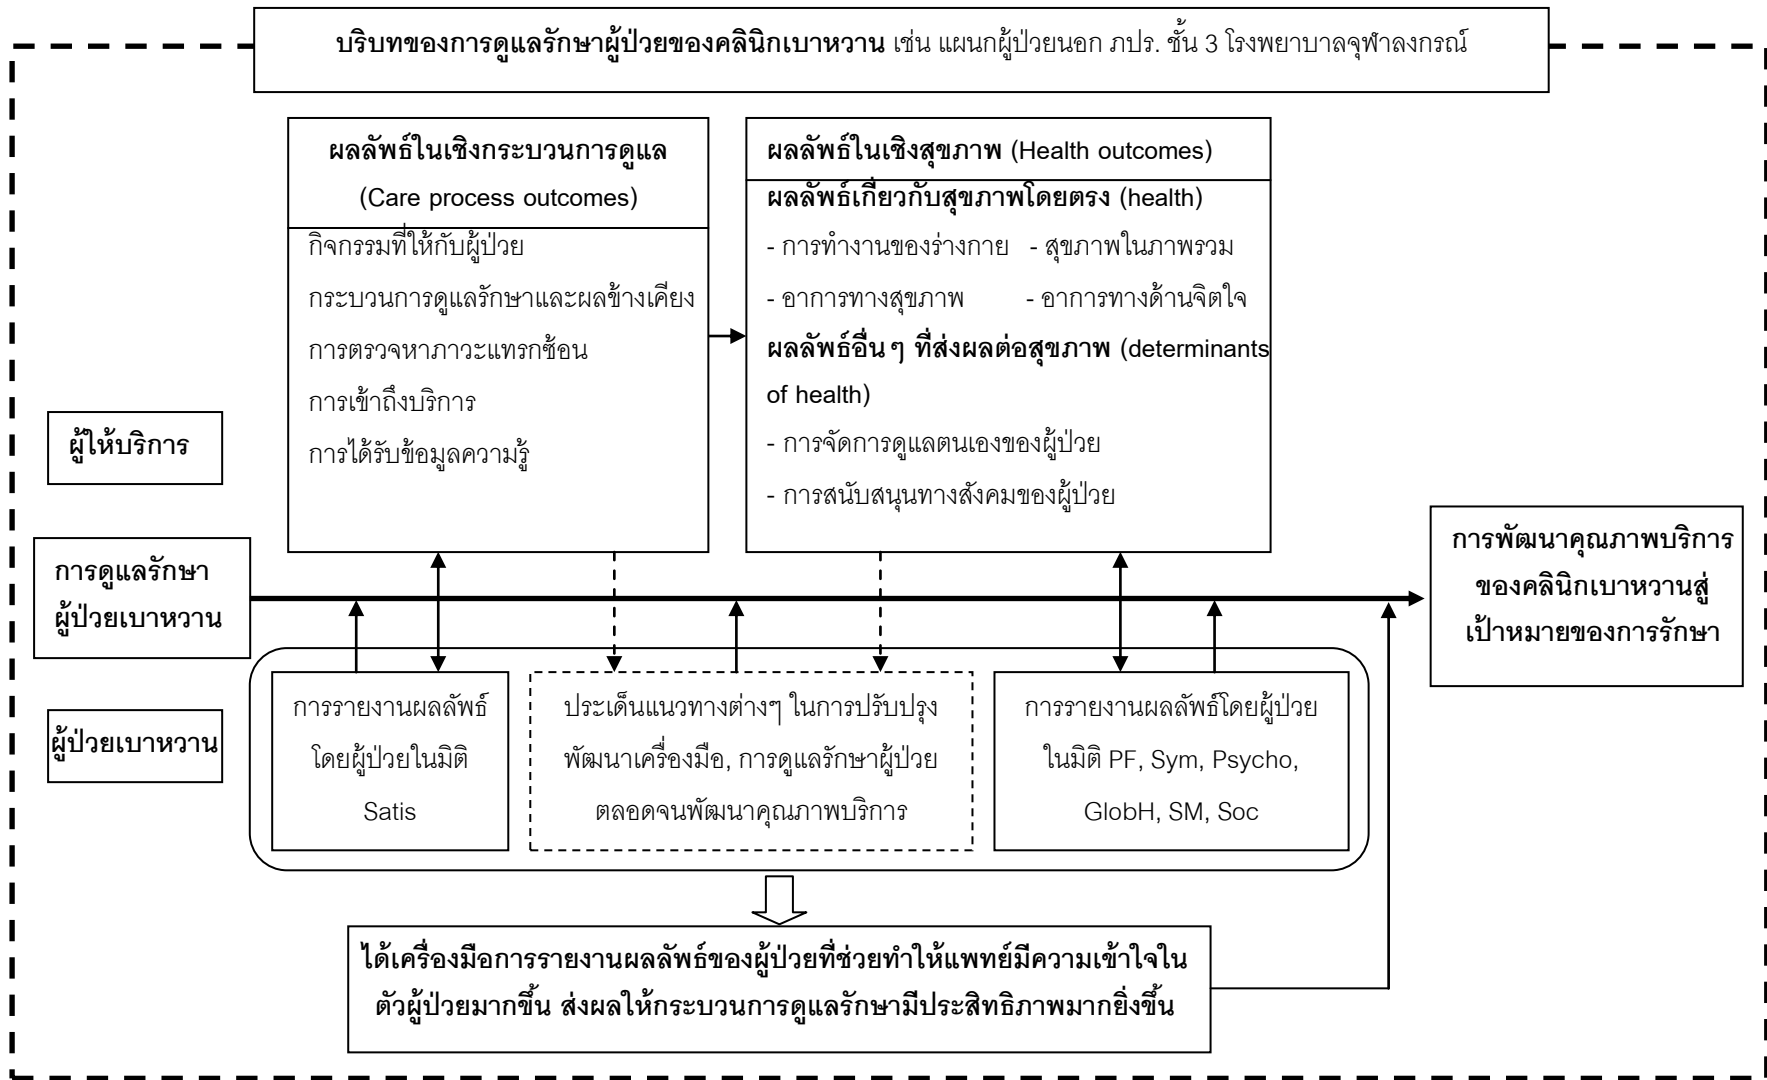 บริบทของการดูแลรักษาผู้ป่วยของคลินิกเบาหวาน เช่น แผนกผู้ป่วยนอก ภปร. ชั้น 3 โรงพยาบาลจุฬาลงกรณ์
ผลลัพธ์ในเชิงกระบวนการดูแล
(Care process outcomes)
กิจกรรมที่ให้กับผู้ป่วย
กระบวนการดูแลรักษาและผลข้างเคียง
การตรวจหาภาวะแทรกซ้อน
การเข้าถึงบริการ
การได้รับข้อมูลความรู้
ผลลัพธ์ในเชิงสุขภาพ (Health outcomes)
ผลลัพธ์เกี่ยวกับสุขภาพโดยตรง (health)
- การทำงานของร่างกาย - สุขภาพในภาพรวม
- อาการทางสุขภาพ - อาการทางด้านจิตใจ
ผลลัพธ์อื่นๆ ที่ส่งผลต่อสุขภาพ (determinants
of health)
- การจัดการดูแลตนเองของผู้ป่วย
- การสนับสนุนทางสังคมของผู้ป่วย
ผู้ให้บริการ
การดูแลรักษา
ผู้ป่วยเบาหวาน
การพัฒนาคุณภาพบริการ
ของคลินิกเบาหวานสู่
เป้าหมายของการรักษา
ผู้ป่วยเบาหวาน
การรายงานผลลัพธ์
โดยผู้ป่วยในมิติ
Satis
ประเด็นแนวทางต่างๆ ในการปรับปรุง
พัฒนาเครื่องมือ, การดูแลรักษาผู้ป่วย
ตลอดจนพัฒนาคุณภาพบริการ
การรายงานผลลัพธ์โดยผู้ป่วย
ในมิติ PF, Sym, Psycho,
GlobH, SM, Soc
ได้เครื่องมือการรายงานผลลัพธ์ของผู้ป่วยที่ช่วยทำให้แพทย์มีความเข้าใจใน
ตัวผู้ป่วยมากขึ้น ส่งผลให้กระบวนการดูแลรักษามีประสิทธิภาพมากยิ่งขึ้น